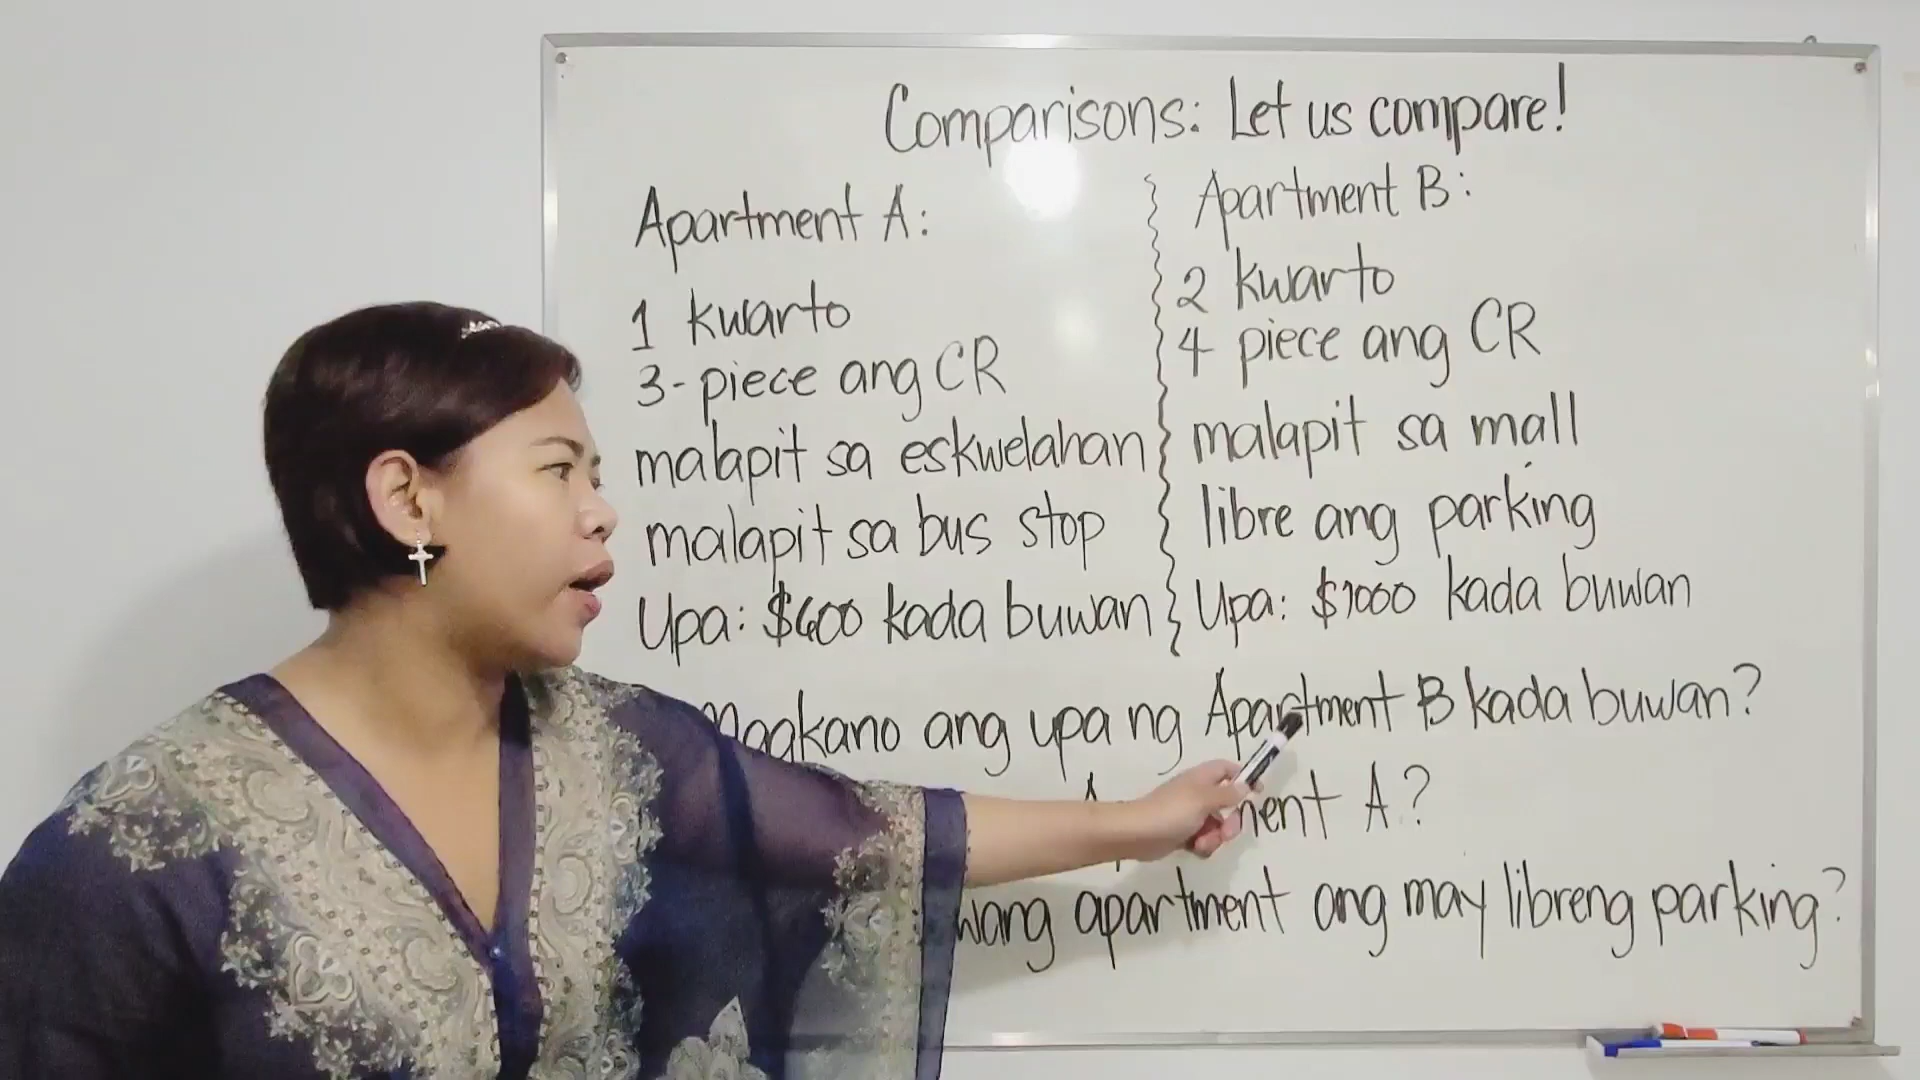 Comparisons: Let us compare!
Apartment A:
1 kwarto
3-piece ang CR
malapit sa eskwelahan
malapit sa bus stop
Upa: $600 kada buwan
Apartment B:
2 kwarto
4 piece ang CR
malapit sa mall
libre ang parking
Upa: $1000 kada buwan
Magkano ang upa ng Apartment B kada buwan?
A?
apartment ang may libreng parking?